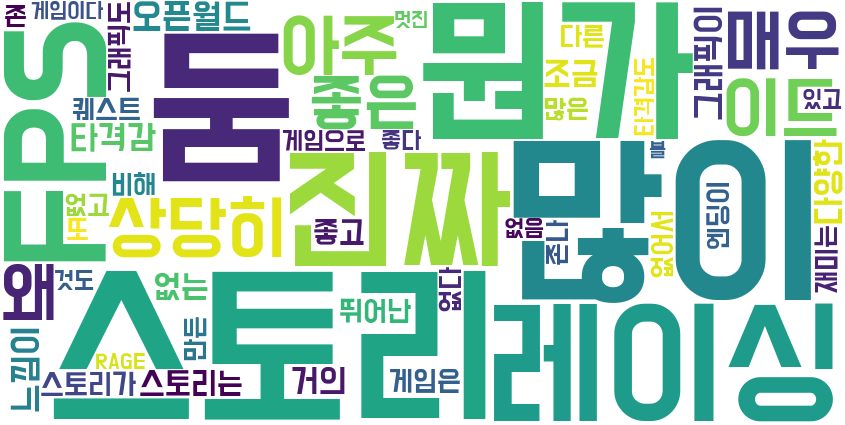 존
게임이다
그래픽도
오픈월드
멋진
아주
뭔가
다른
조금
많은
타격감도
그래픽이
매우
있고
이드
FPS
둠
좋은
퀘스트
타격감
게임으로
좋다
볼
비해
진짜
많이
엔딩이
없고
또
상당히
좋고
없음
존나
없어서
한양다
는
재미
왜
것도
없는
뛰어난
없다
스토리
레이싱
만든
느낌이
RAGE
스토리가
스토리는
거의
게임은